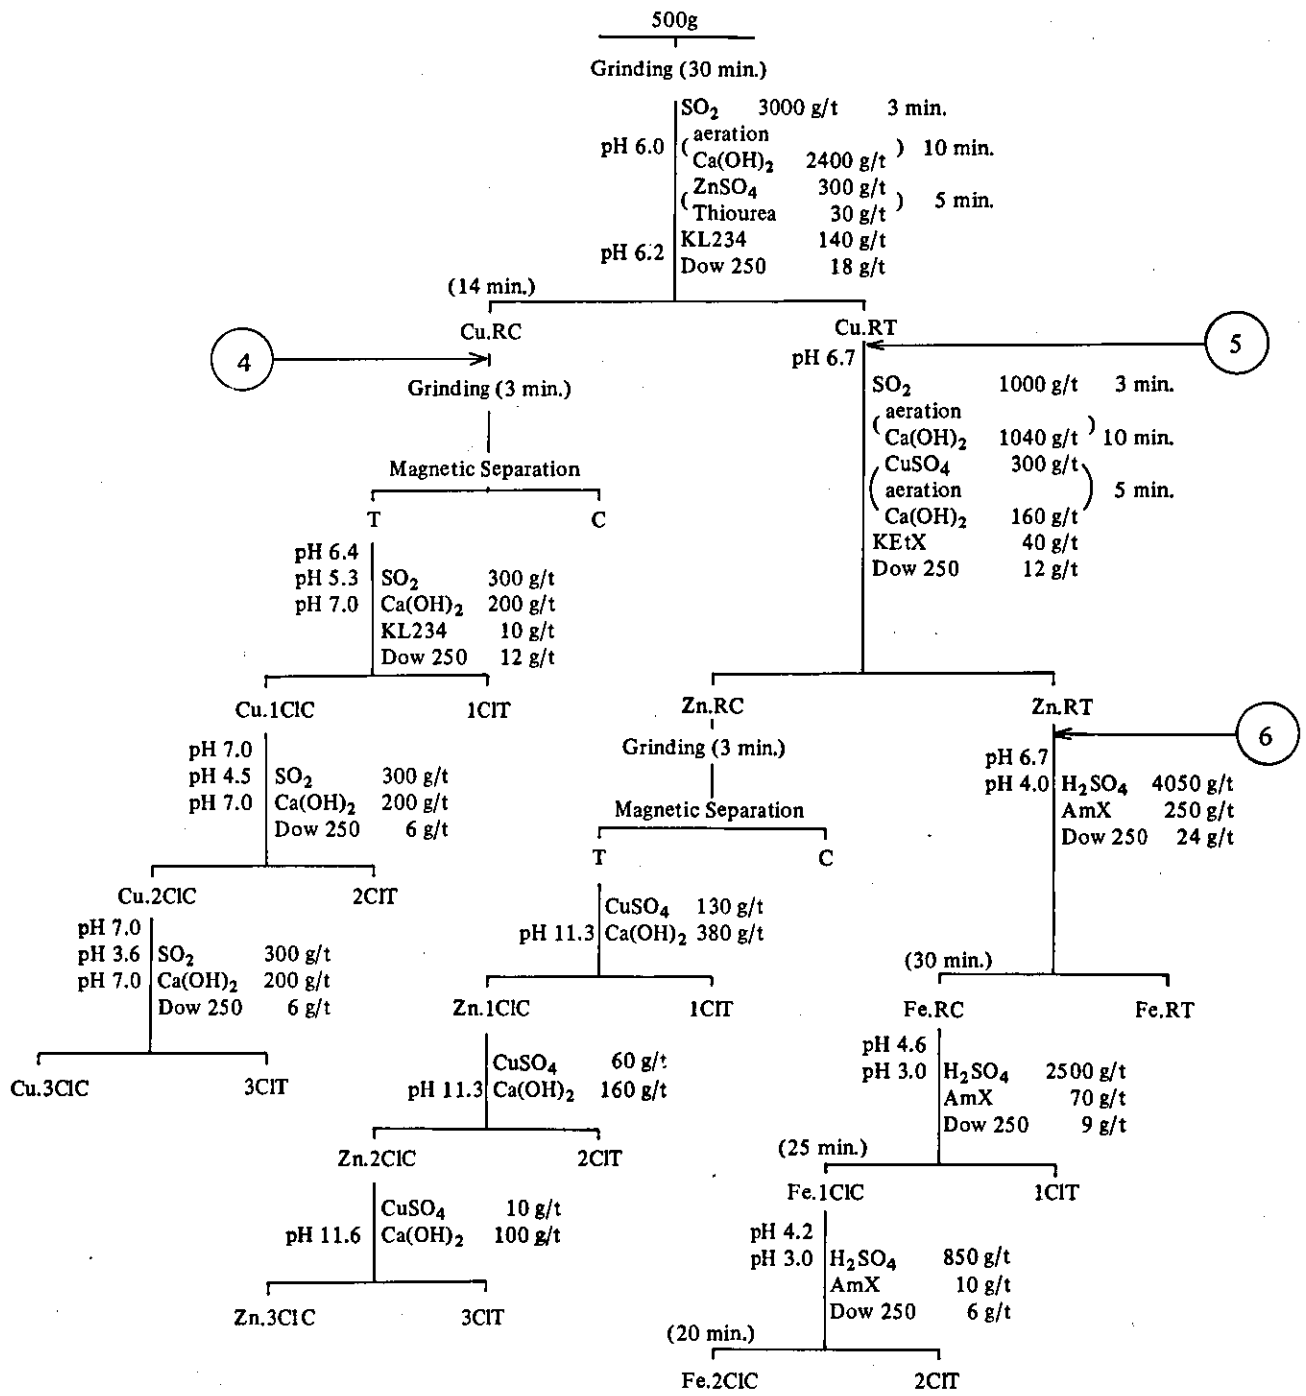 500g
Grinding (30 min.)
SO₂ 3000 g/t 3 min.
pH 6.0 ( aeration
Ca(OH)₂ 2400 g/t ) 10 min.
( ZnSO₄ 300 g/t
Thiourea 30 g/t ) 5 min.
pH 6.2 KL234 140 g/t
Dow 250 18 g/t
(14 min.)
Cu.RC Cu.RT
4
5
pH 6.7
Grinding (3 min.)
SO₂ 1000 g/t 3 min.
( aeration
Ca(OH)₂ 1040 g/t ) 10 min.
( CuSO₄ 300 g/t
aeration ) 5 min.
Ca(OH)₂ 160 g/t
KEtX 40 g/t
Dow 250 12 g/t
Magnetic Separation
T C
pH 6.4
pH 5.3 SO₂ 300 g/t
pH 7.0 Ca(OH)₂ 200 g/t
KL234 10 g/t
Dow 250 12 g/t
Cu.1ClC 1ClT Zn.RC Zn.RT
6
pH 7.0
pH 4.5 SO₂ 300 g/t
pH 7.0 Ca(OH)₂ 200 g/t
Dow 250 6 g/t
Grinding (3 min.)
Magnetic Separation
T C
pH 6.7
pH 4.0 H₂SO₄ 4050 g/t
AmX 250 g/t
Dow 250 24 g/t
Cu.2ClC 2ClT
pH 7.0
pH 3.6 SO₂ 300 g/t
pH 7.0 Ca(OH)₂ 200 g/t
Dow 250 6 g/t
CuSO₄ 130 g/t
pH 11.3 Ca(OH)₂ 380 g/t
(30 min.)
Zn.1ClC 1ClT Fe.RC Fe.RT
Cu.3ClC 3ClT
CuSO₄ 60 g/t
pH 11.3 Ca(OH)₂ 160 g/t
pH 4.6
pH 3.0 H₂SO₄ 2500 g/t
AmX 70 g/t
Dow 250 9 g/t
Zn.2ClC 2ClT
(25 min.)
Fe.1ClC 1ClT
CuSO₄ 10 g/t
pH 11.6 Ca(OH)₂ 100 g/t
pH 4.2
pH 3.0 H₂SO₄ 850 g/t
AmX 10 g/t
Dow 250 6 g/t
Zn.3ClC 3ClT
(20 min.)
Fe.2ClC 2ClT